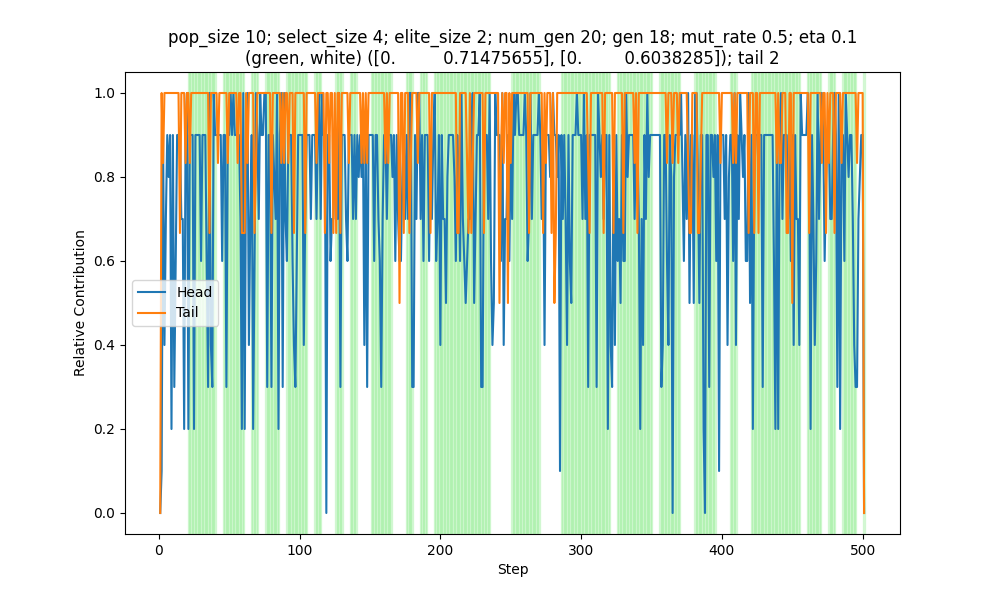 pop_size 10; select_size 4; elite_size 2; num_gen 20; gen 18; mut_rate 0.5; eta 0.1
(green, white) ([0.         0.71475655], [0.        0.6038285]); tail 2
1.0
0.8
0.6
0.4
0.2
0.0
Relative Contribution
Head
Tail
0
100
200
300
400
500
Step